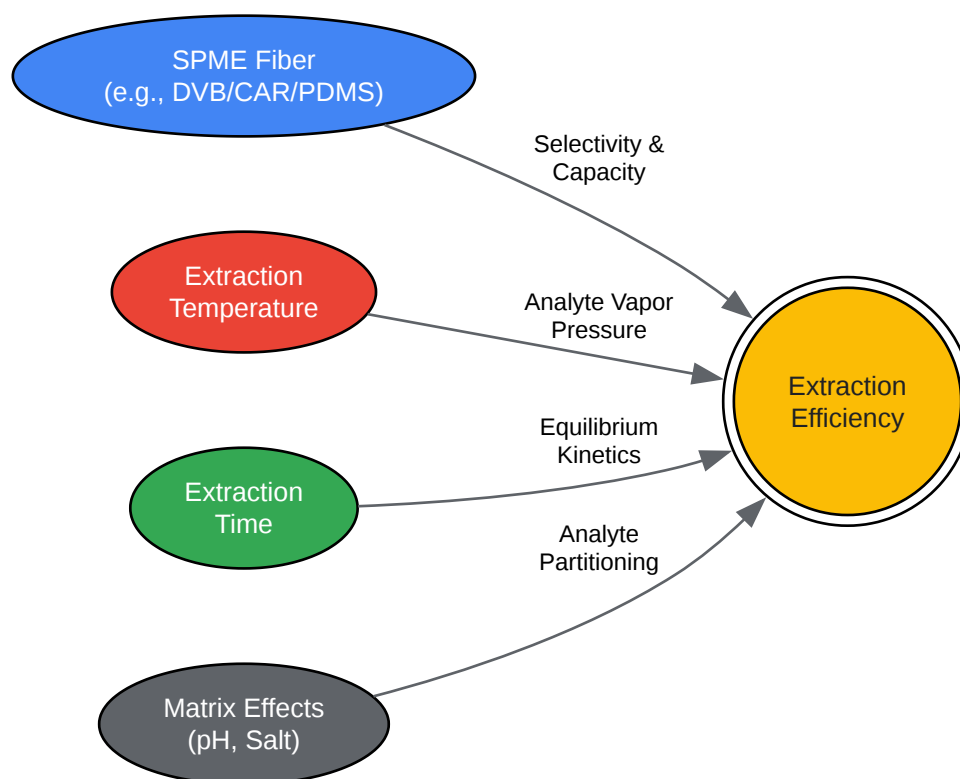 SPME Fiber
(e.g., DVB/CAR/PDMS)
Selectivity &
Capacity
Extraction
Temperature
Analyte Vapor
Pressure
Extraction
Efficiency
Equilibrium
Kinetics
Extraction
Time
Analyte
Partitioning
Matrix Effects
(pH, Salt)